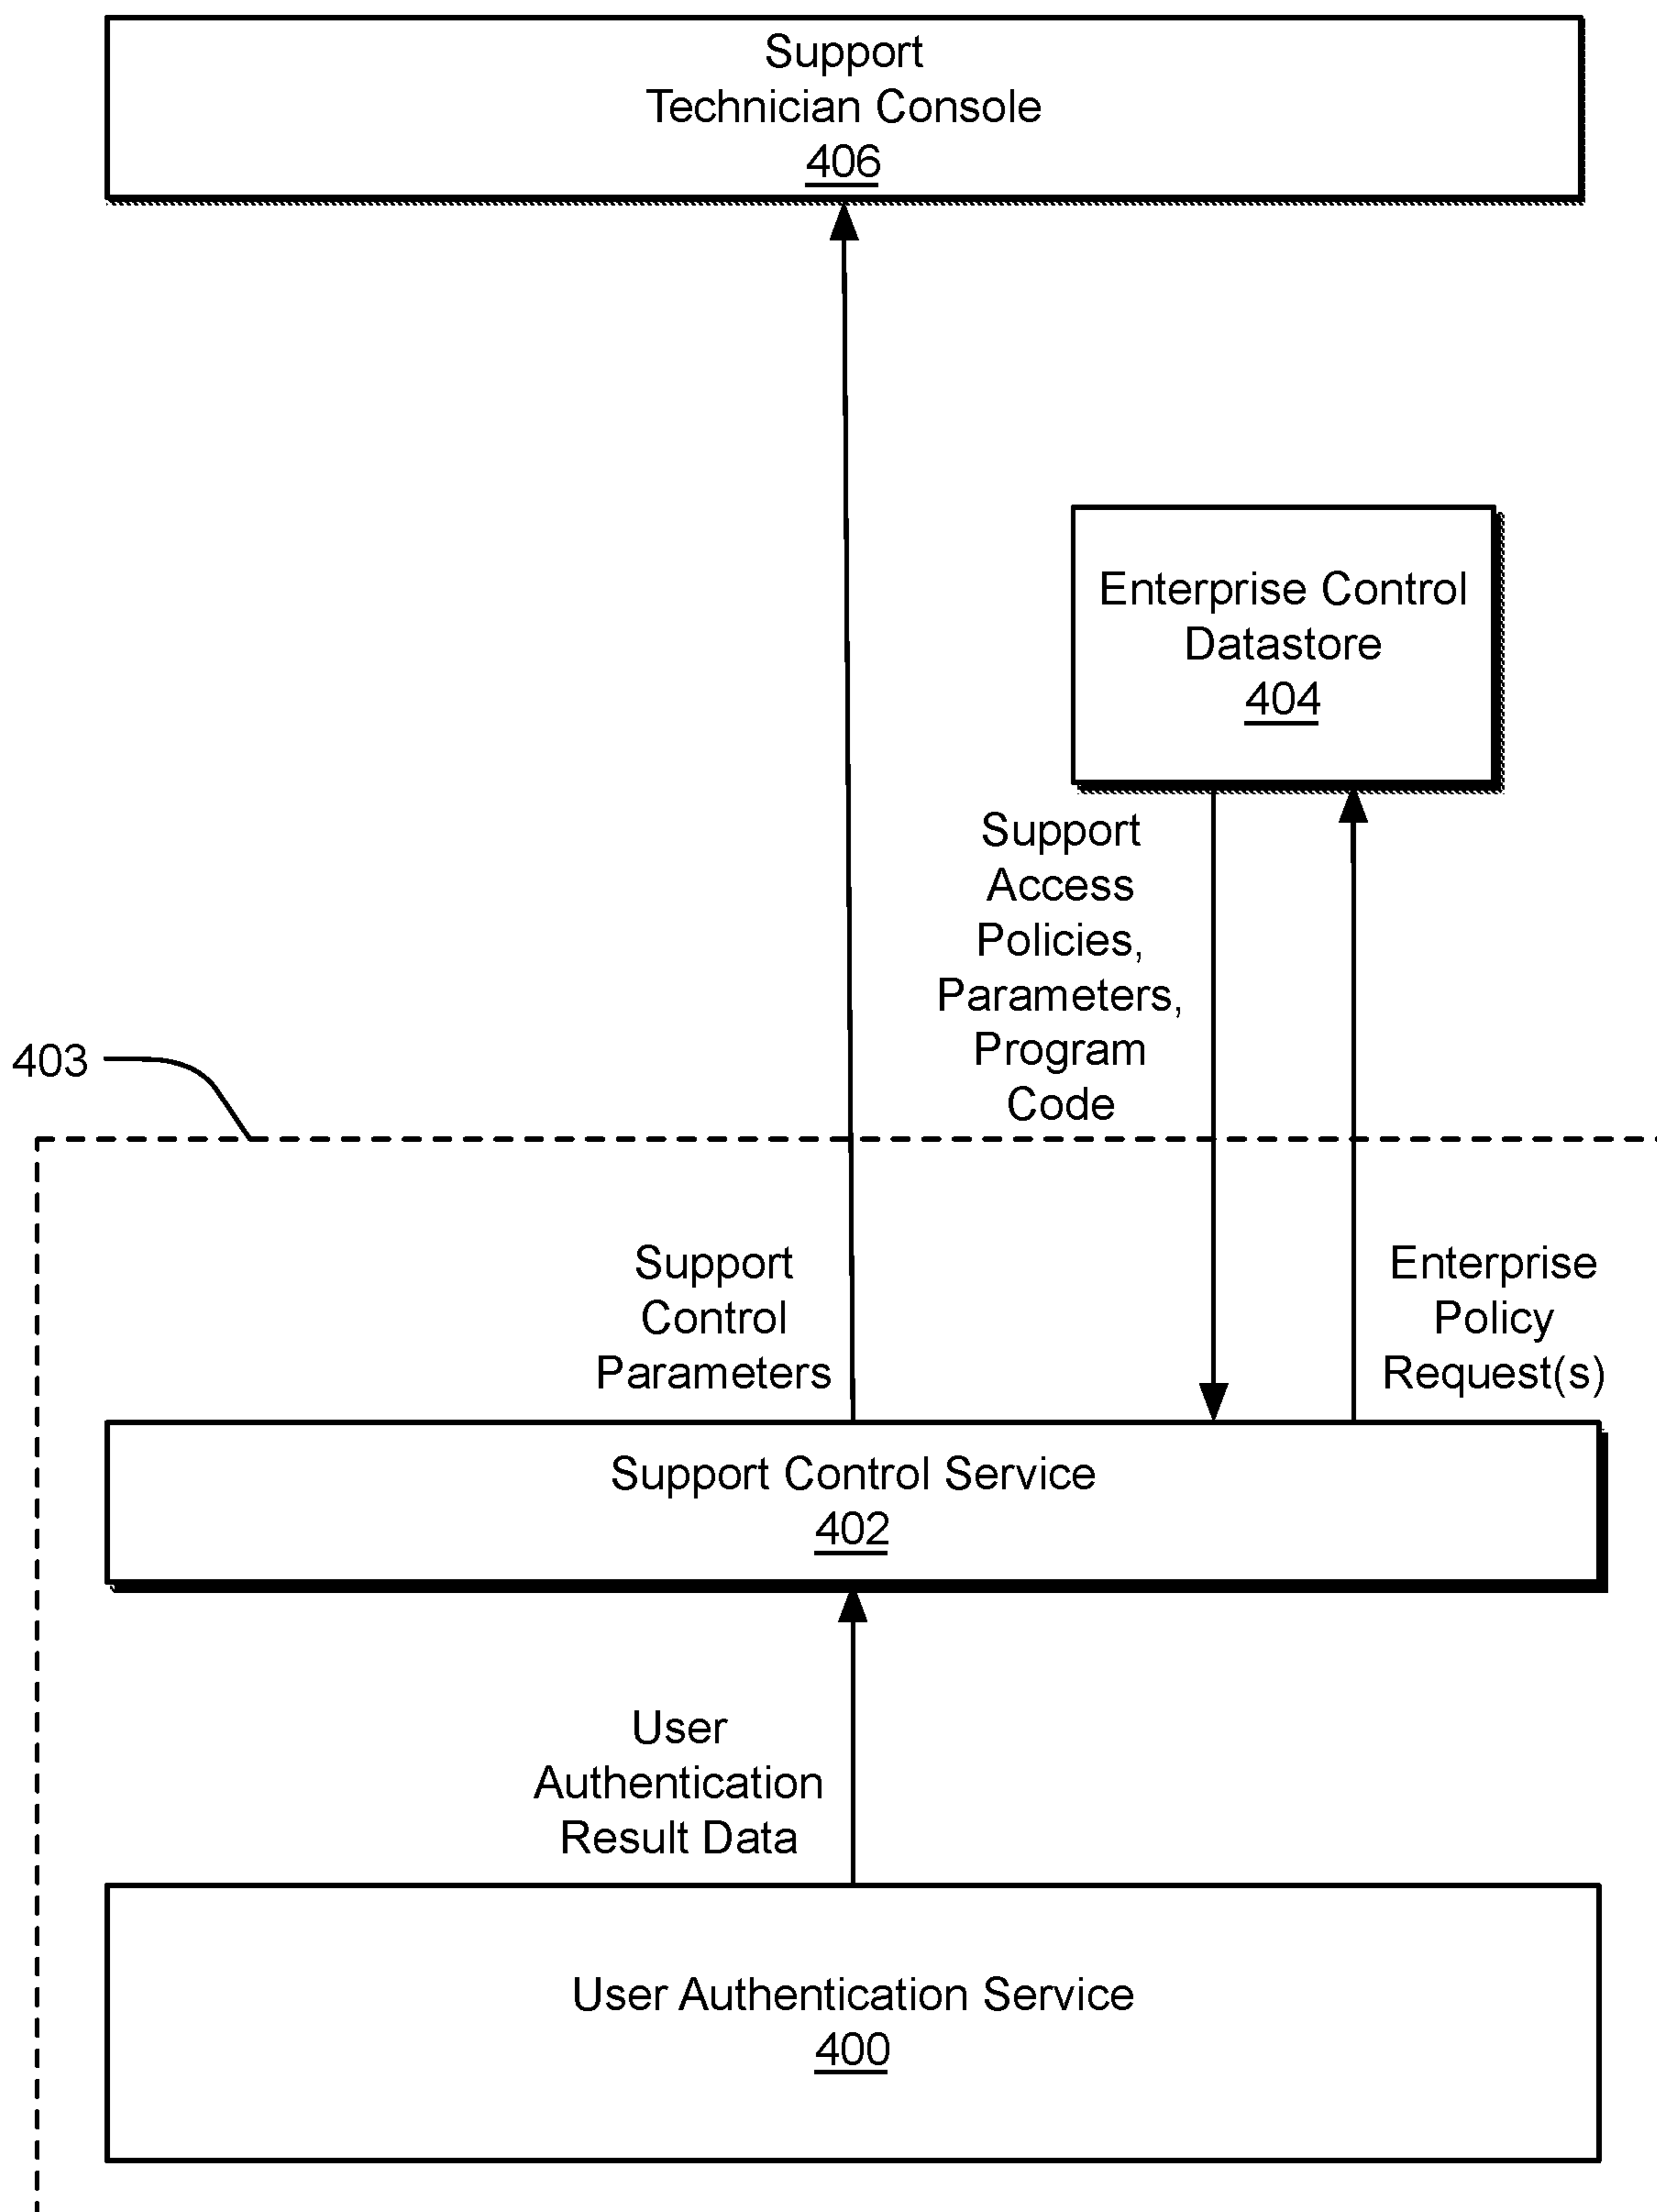 Support
Technician Console
406
Enterprise Control
Datastore
404
Support
Access
Policies,
Parameters,
Program
Code
403
Support
Control
Parameters
Enterprise
Policy
Request(s)
Support Control Service
402
User
Authentication
Result Data
User Authentication Service
400